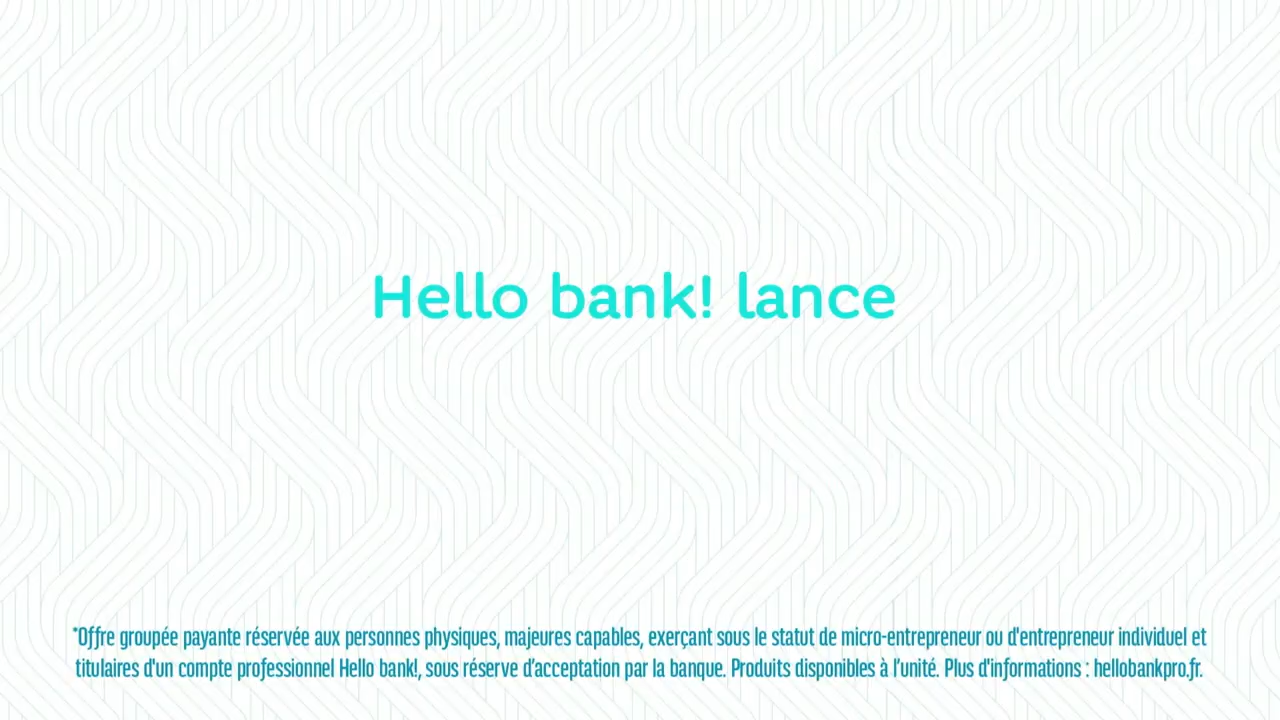 Hello bank! lance
*Offre groupée payante réservée aux personnes physiques, majeures capables, exerçant sous le statut de micro-entrepreneur ou d'entrepreneur individuel et
titulaires d'un compte professionnel Hello bank!, sous réserve d’acceptation par la banque. Produits disponibles à l’unité. Plus d'informations : hellobankpro.fr.